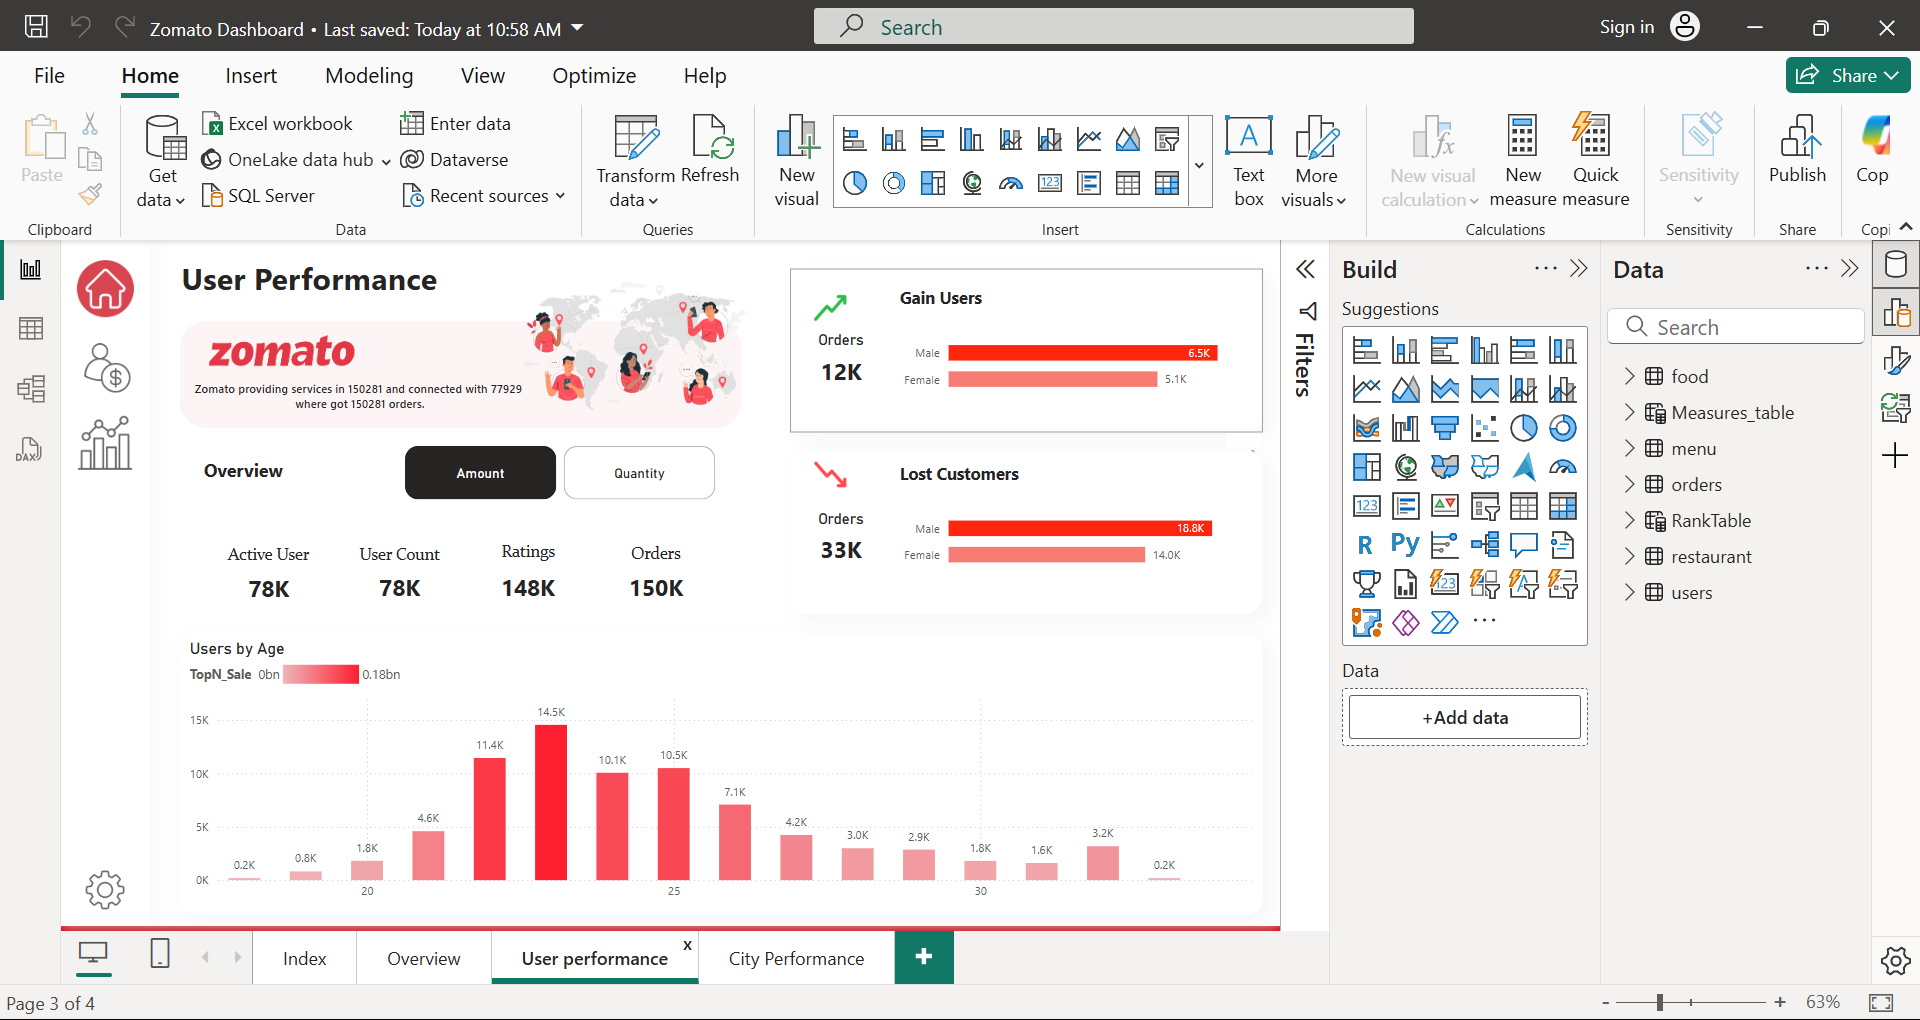 Zomato Dashboard • Last saved: Today at 10:58 AM
Search
Sign in
File
Home
Insert
Modeling
View
Optimize
Help
Share
Paste
Clipboard
Get data
Excel workbook
OneLake data hub
SQL Server
Enter data
Dataverse
Recent sources
Data
Transform data
Refresh
Queries
New visual
123
A
Text box
More visuals
Insert
New visual calculation
New measure
Quick measure
Calculations
Sensitivity
Sensitivity
Publish
Share
Cop
Copi
DAX
User Performance
zomato
Zomato providing services in 150281 and connected with 77929
where got 150281 orders.
Overview
Amount
Quantity
Active User
78K
User Count
78K
Ratings
148K
Orders
150K
Gain Users
Orders
12K
Male
6.5K
Female
5.1K
Lost Customers
Orders
33K
Male
18.8K
Female
14.0K
Users by Age
TopN_Sale 0bn 0.18bn
15K
10K
5K
0K
0.2K
0.8K
1.8K
4.6K
11.4K
14.5K
10.1K
10.5K
7.1K
4.2K
3.0K
2.9K
1.8K
1.6K
3.2K
0.2K
20
25
30
Filters
Build
Suggestions
123
R
Py
123
A
Data
+Add data
Data
Search
food
Measures_table
menu
orders
RankTable
restaurant
users
Index
Overview
User performance
x
City Performance
+
Page 3 of 4
- + 63%